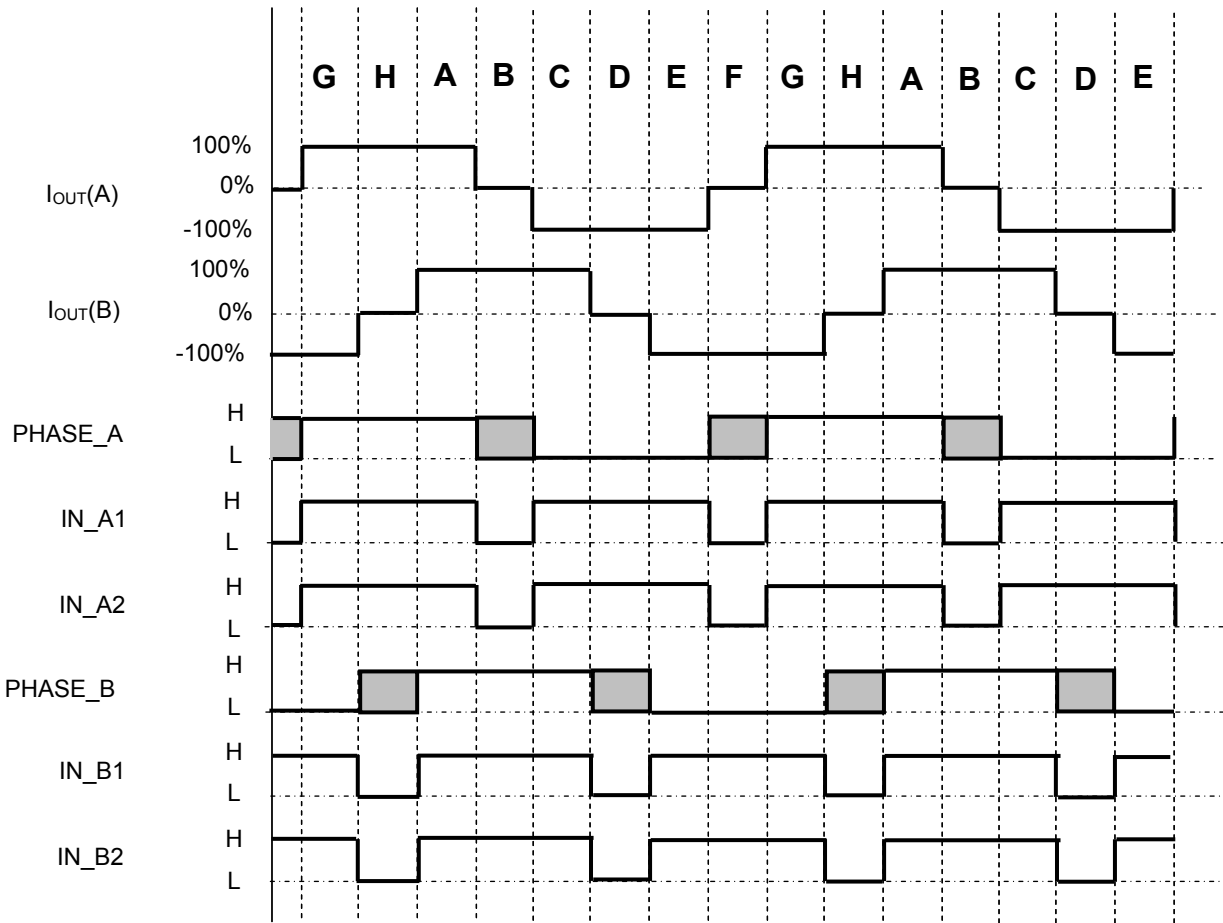 G H A B C D E F G H A B C D E
100%
IOUT(A) 0%
-100%
100%
IOUT(B) 0%
-100%
PHASE_A H
L
IN_A1 H
L
IN_A2 H
L
PHASE_B H
L
IN_B1 H
L
IN_B2 H
L